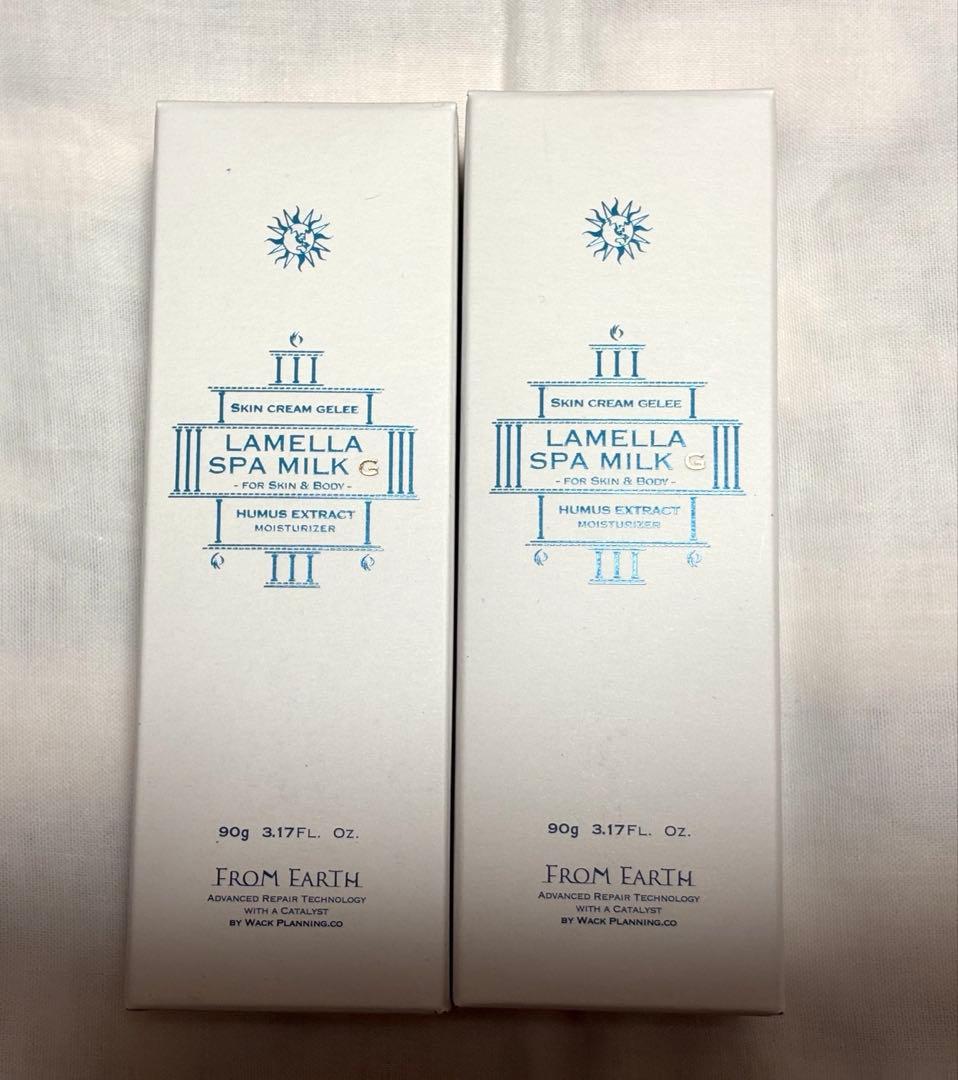 SKIN CREAM GELEE
LAMELLA
SPA MILK G
- FOR SKIN & BODY -
HUMUS EXTRACT
MOISTURIZER
90g 3.17FL. OZ.
FROM EARTH
ADVANCED REPAIR TECHNOLOGY
WITH A CATALYST
BY WACK PLANNING.CO
SKIN CREAM GELEE
LAMELLA
SPA MILK G
- FOR SKIN & BODY -
HUMUS EXTRACT
MOISTURIZER
90g 3.17FL. OZ.
FROM EARTH
ADVANCED REPAIR TECHNOLOGY
WITH A CATALYST
BY WACK PLANNING.CO